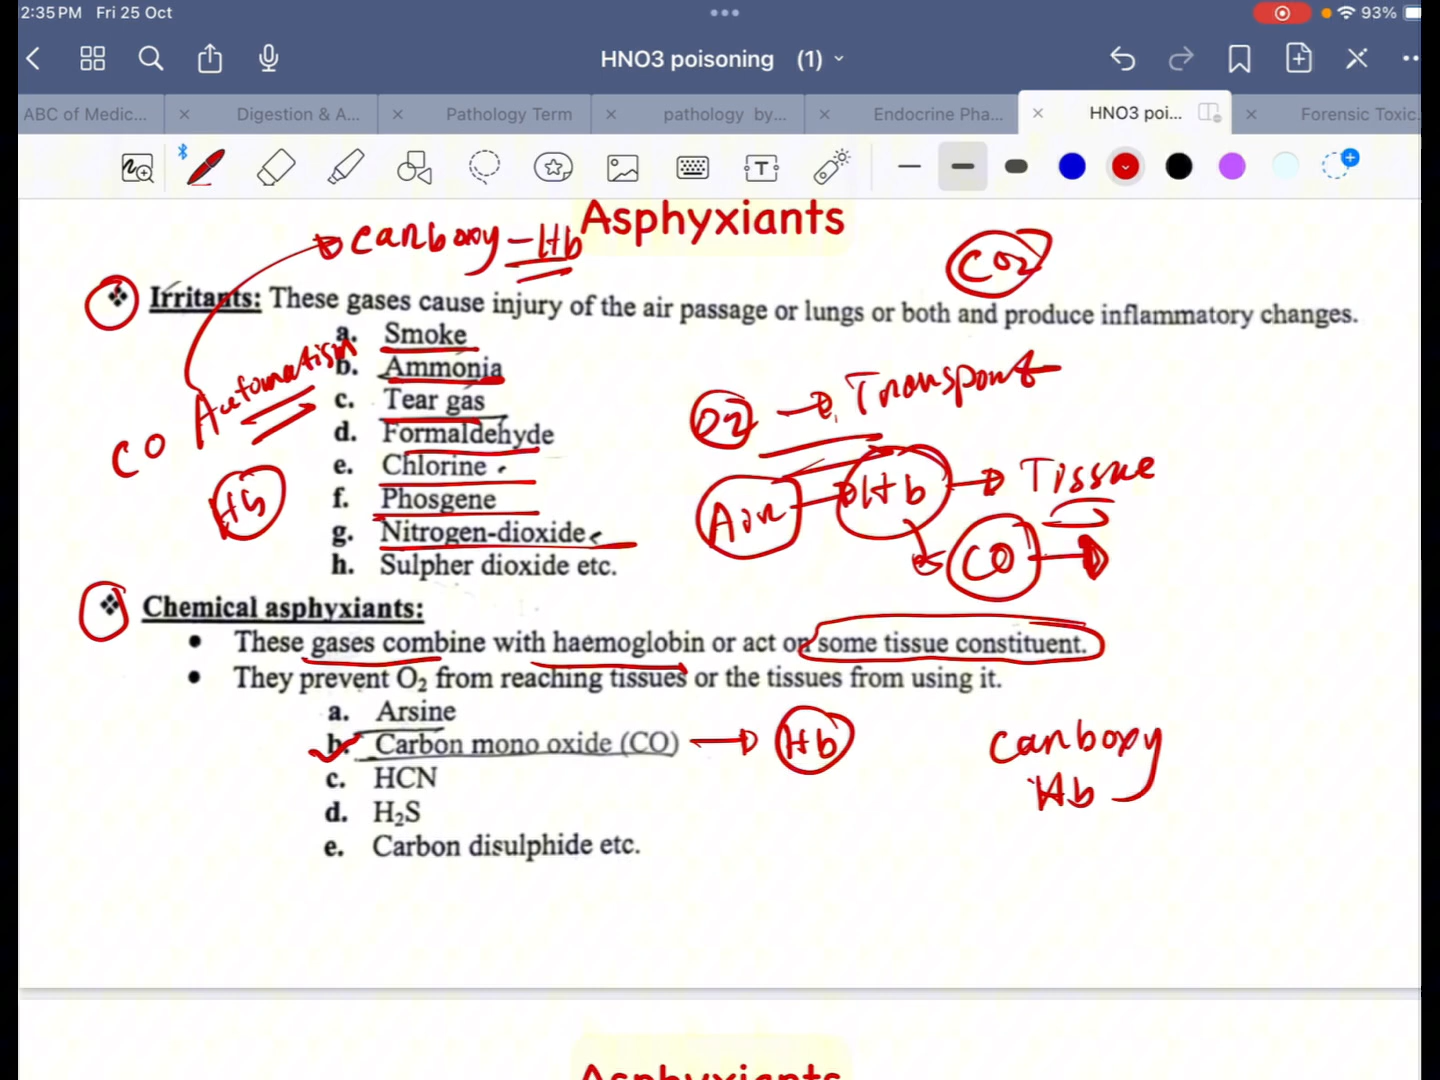 2:35 PM Fri 25 Oct
93%
HNO3 poisoning (1)
ABC of Medic...
Digestion & A...
Pathology Term
pathology by...
Endocrine Pha...
HNO3 poi...
Forensic Toxic.
Asphyxiants
Carboxy - Hb
CO2
Irritants: These gases cause injury of the air passage or lungs or both and produce inflammatory changes.
a. Smoke
b. Ammonia
c. Tear gas
d. Formaldehyde
e. Chlorine
f. Phosgene
g. Nitrogen-dioxide
h. Sulpher dioxide etc.
Automatism
CO
Hb
O2 → Transport
Air → Hb → Tissue
CO
Chemical asphyxiants:
• These gases combine with haemoglobin or act on some tissue constituent.
• They prevent O₂ from reaching tissues or the tissues from using it.
a. Arsine
b. Carbon mono oxide (CO) → Hb
c. HCN
d. H₂S
e. Carbon disulphide etc.
Carboxy
Hb
Asphyxiants